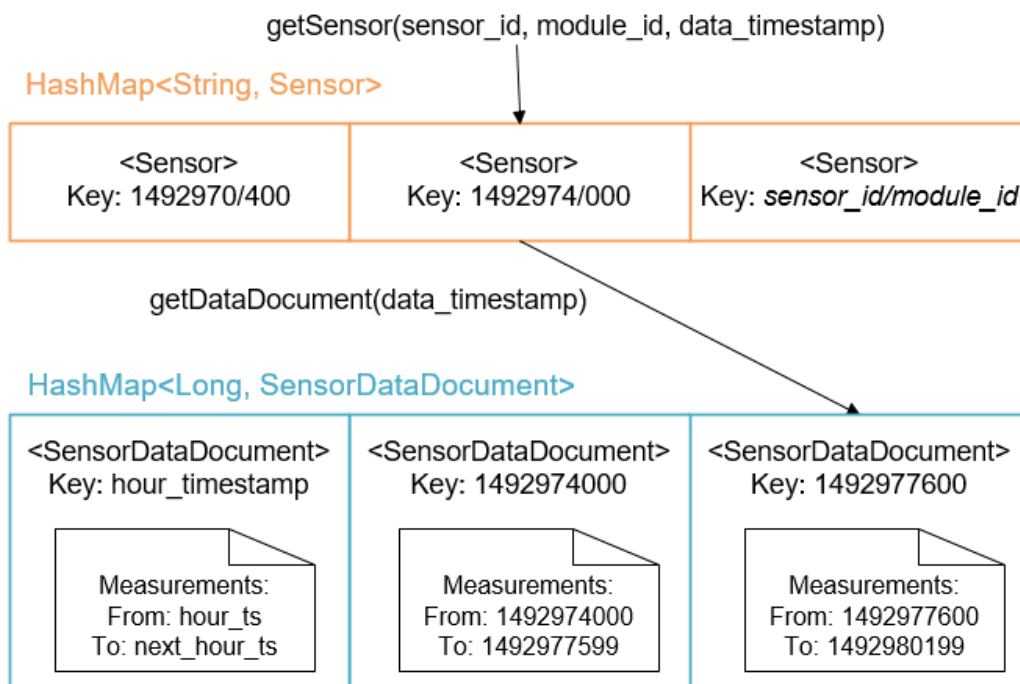 getSensor(sensor_id, module_id, data_timestamp)
HashMap<String, Sensor>
<Sensor>
Key: 1492970/400
<Sensor>
Key: 1492974/000
<Sensor>
Key: sensor_id/module_id
getDataDocument(data_timestamp)
HashMap<Long, SensorDataDocument>
<SensorDataDocument>
Key: hour_timestamp
Measurements:
From: hour_ts
To: next_hour_ts
<SensorDataDocument>
Key: 1492974000
Measurements:
From: 1492974000
To: 1492977599
<SensorDataDocument>
Key: 1492977600
Measurements:
From: 1492977600
To: 1492980199